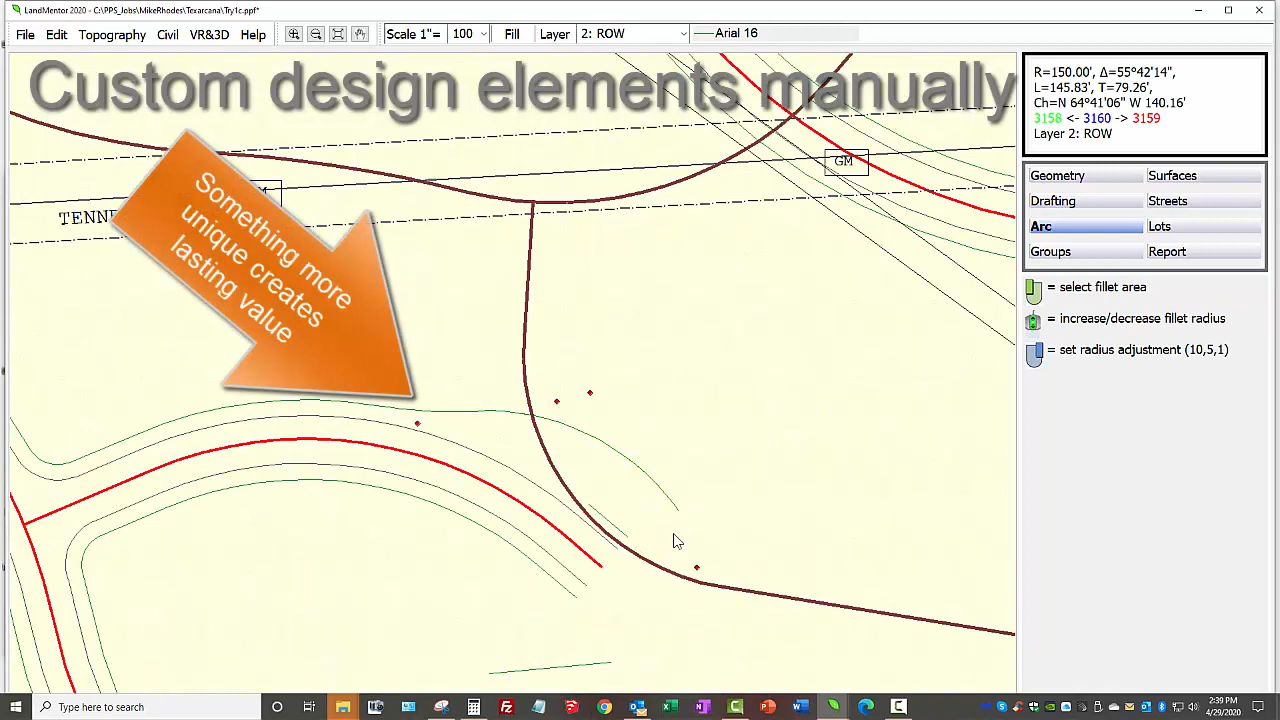 LandMentor 2020 - C:\PPS_Jobs\MikeRhodes\Texarcana\Try1c.ppf*
File Edit Topography Civil VR&3D Help Scale 1"= 100 Fill Layer 2: ROW Arial 16
Custom design elements manually
Something more
unique creates
lasting value
GM
TENN
R=150.00', Δ=55°42'14",
L=145.83', T=79.26',
Ch=N 64°41'06" W 140.16'
3158 <- 3160 -> 3159
Layer 2: ROW
Geometry Surfaces
Drafting Streets
Arc Lots
Groups Report
= select fillet area
= increase/decrease fillet radius
= set radius adjustment (10,5,1)
Type here to search
2:39 PM
4/29/2020